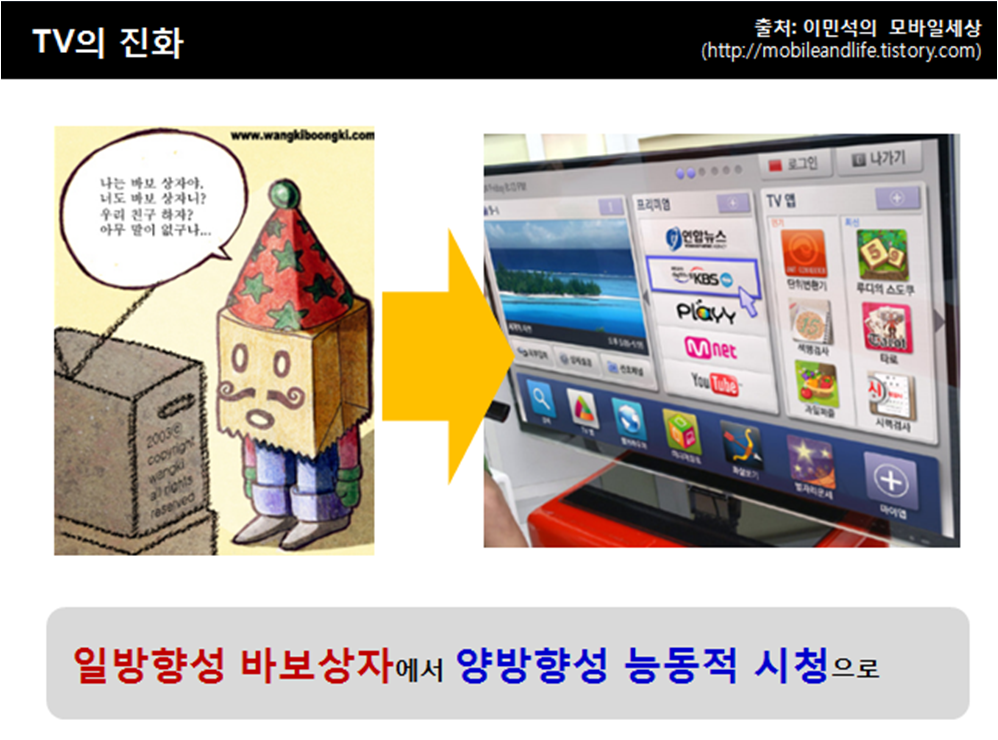 TV의 진화
출처: 이민석의 모바일세상
(http://mobileandlife.tistory.com)
www.wangkiboongki.com
나는 바보 상자야.
너도 바보 상자니?
우리 친구 하자?
아무 말이 없구나...
2003ⓒ
copyright
wangki
all rights
reserved
로그인
나가기
프리미엄
TV 앱
연합뉴스
KBS
Playy
Mnet
YouTube
인기
최신
단위변환기
루디의 스도쿠
색맹검사
타로
과일퍼즐
시력검사
마이앱
일방향성 바보상자에서 양방향성 능동적 시청으로